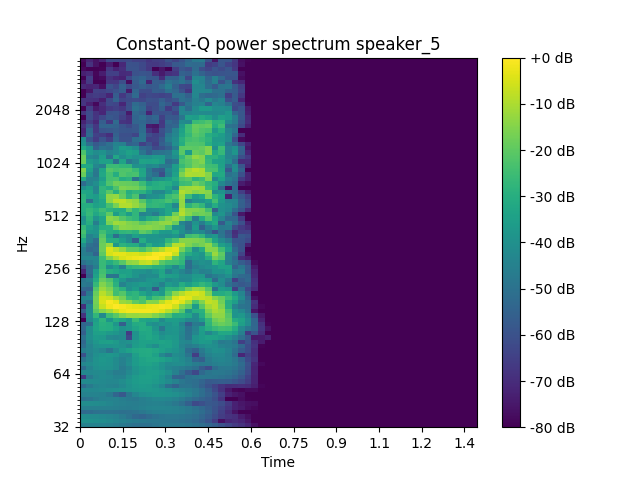 Constant-Q power spectrum speaker_5
Hz
2048
1024
512
256
128
64
32
0 0.15 0.3 0.45 0.6 0.75 0.9 1.1 1.2 1.4
Time
+0 dB
-10 dB
-20 dB
-30 dB
-40 dB
-50 dB
-60 dB
-70 dB
-80 dB